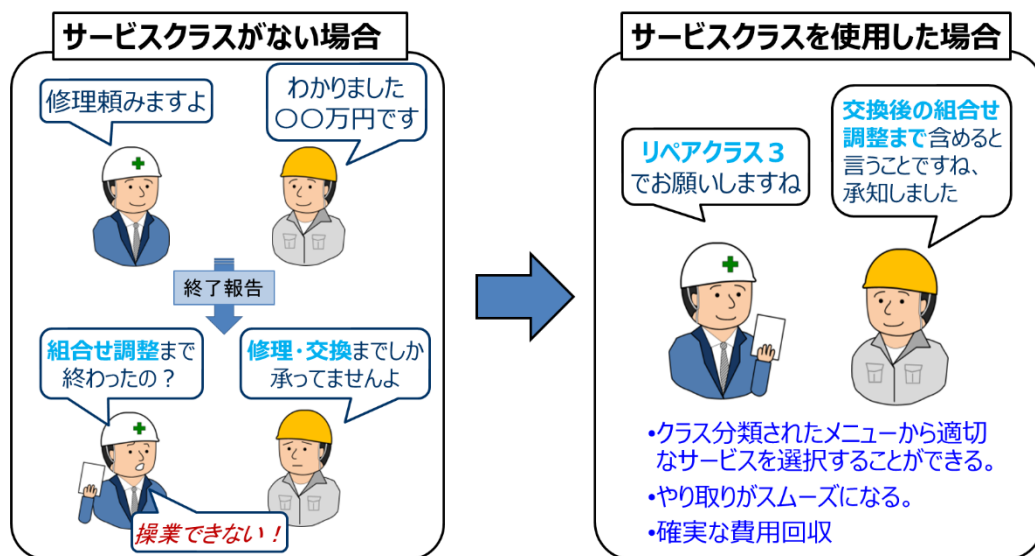 サービスクラスがない場合
修理頼みますよ
わかりました
〇〇万円です
終了報告
組合せ調整まで
終わったの？
修理・交換までしか
承ってませんよ
操業できない！
サービスクラスを使用した場合
リペアクラス３
でお願いしますね
交換後の組合せ
調整まで含めると
言うことですね、
承知しました
•クラス分類されたメニューから適切
なサービスを選択することができる。
•やり取りがスムーズになる。
•確実な費用回収